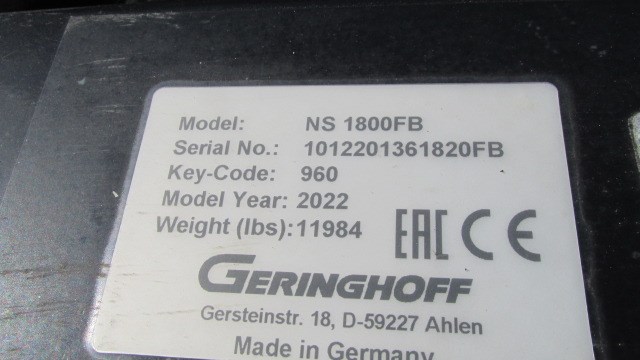 Model: NS 1800FB
Serial No.: 1012201361820FB
Key-Code: 960
Model Year: 2022
Weight (lbs): 11984
EAC CE
GERINGHOFF
Gersteinstr. 18, D-59227 Ahlen
Made in Germany